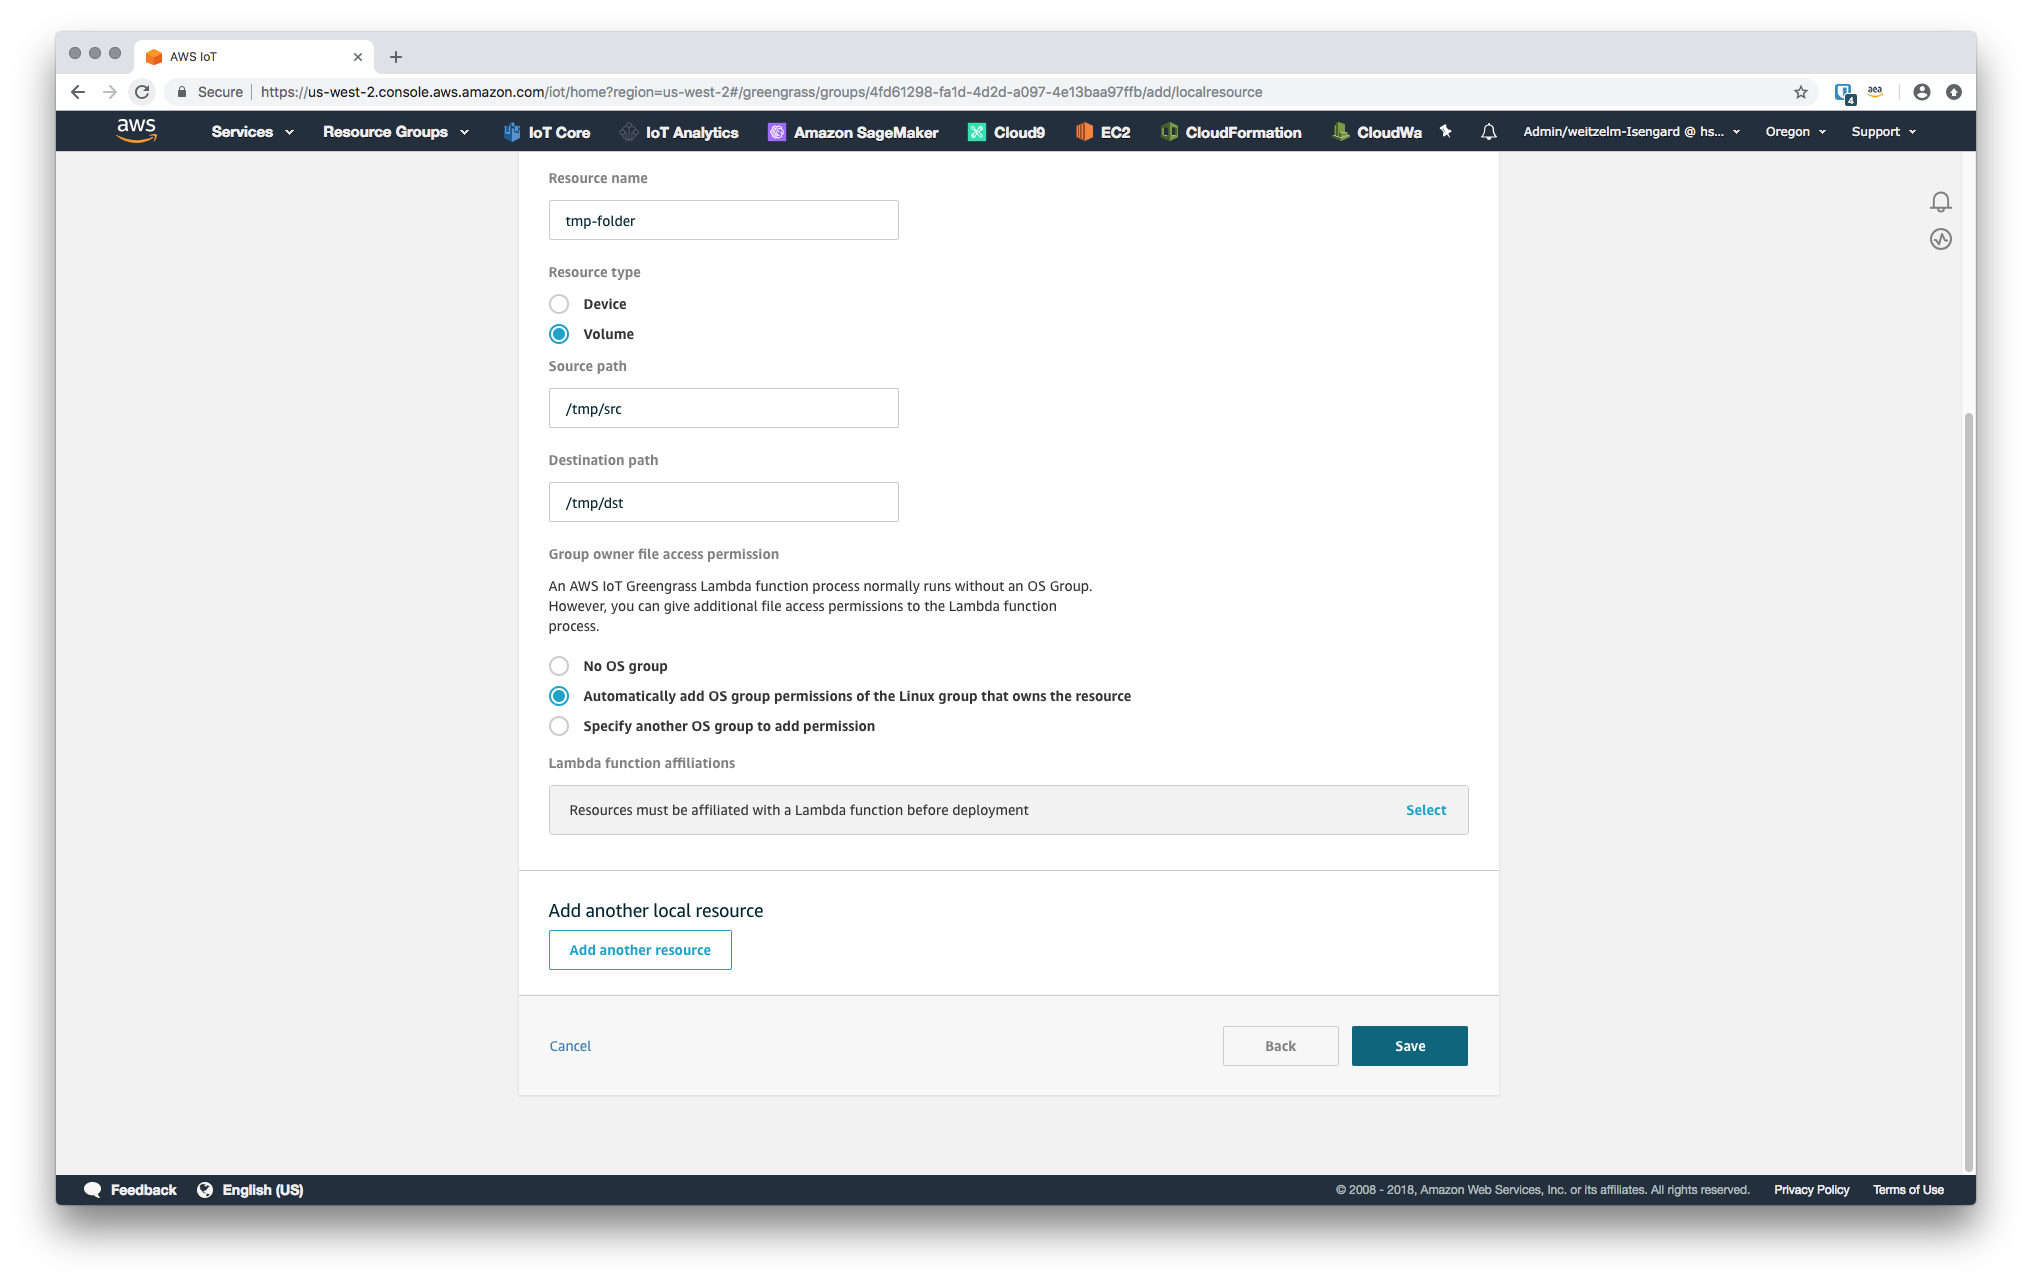 AWS IoT
Secure
https://us-west-2.console.aws.amazon.com/iot/home?region=us-west-2#/greengrass/groups/4fd61298-fa1d-4d2d-a097-4e13baa97ffb/add/localresource
4
aea
aws
Services
Resource Groups
IoT Core
IoT Analytics
Amazon SageMaker
Cloud9
EC2
CloudFormation
CloudWa
Admin/weitzelm-Isengard @ hs...
Oregon
Support
Resource name
tmp-folder
Resource type
Device
Volume
Source path
/tmp/src
Destination path
/tmp/dst
Group owner file access permission
An AWS IoT Greengrass Lambda function process normally runs without an OS Group.
However, you can give additional file access permissions to the Lambda function
process.
No OS group
Automatically add OS group permissions of the Linux group that owns the resource
Specify another OS group to add permission
Lambda function affiliations
Resources must be affiliated with a Lambda function before deployment
Select
Add another local resource
Add another resource
Cancel
Back
Save
Feedback
English (US)
© 2008 - 2018, Amazon Web Services, Inc. or its affiliates. All rights reserved.
Privacy Policy
Terms of Use